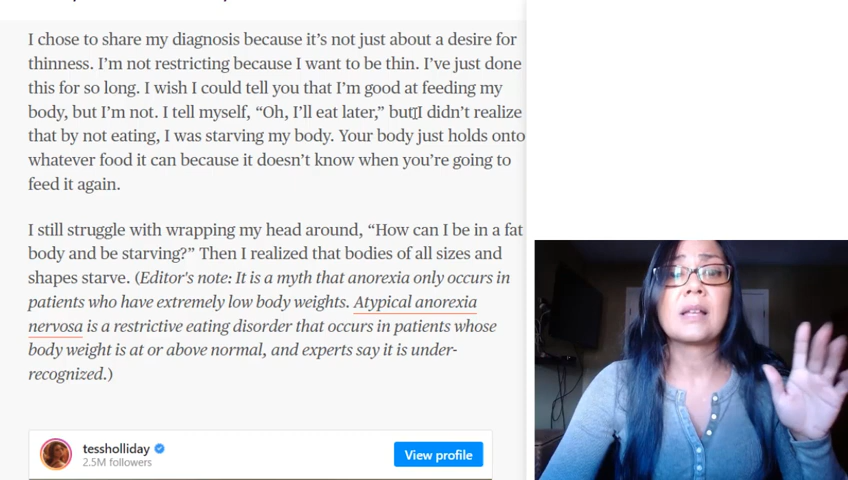 I chose to share my diagnosis because it’s not just about a desire for
thinness. I’m not restricting because I want to be thin. I’ve just done
this for so long. I wish I could tell you that I’m good at feeding my
body, but I’m not. I tell myself, “Oh, I’ll eat later,” but I didn’t realize
that by not eating, I was starving my body. Your body just holds onto
whatever food it can because it doesn’t know when you’re going to
feed it again.
I still struggle with wrapping my head around, “How can I be in a fat
body and be starving?” Then I realized that bodies of all sizes and
shapes starve. (Editor's note: It is a myth that anorexia only occurs in
patients who have extremely low body weights. Atypical anorexia
nervosa is a restrictive eating disorder that occurs in patients whose
body weight is at or above normal, and experts say it is under-
recognized.)
tessholliday
2.5M followers
View profile